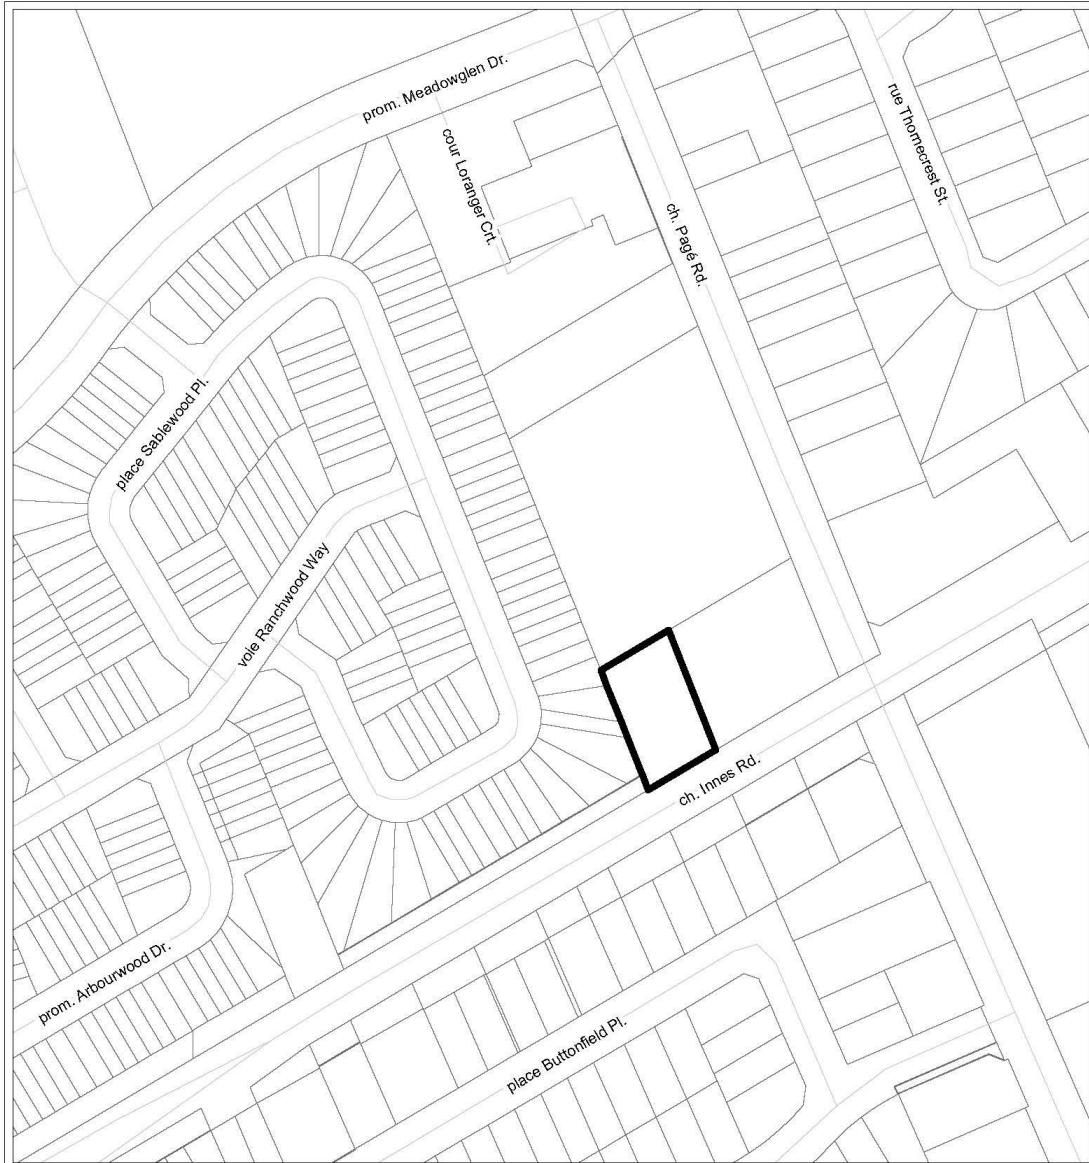 prom. Meadowglen Dr.
cour Loranger Crt.
rue Thornecrest St.
ch. Pagé Rd.
place Sablewood Pl.
voie Ranchwood Way
ch. Innes Rd.
prom. Arbourwood Dr.
place Buttonfield Pl.